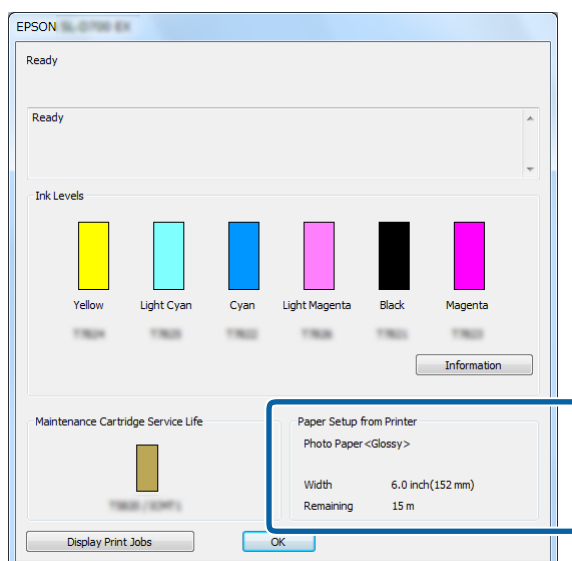 EPSON
Ready
Ready
Ink Levels
Yellow Light Cyan Cyan Light Magenta Black Magenta
Information
Maintenance Cartridge Service Life
Paper Setup from Printer
Photo Paper<Glossy>
Width 6.0 inch(152 mm)
Remaining 15 m
Display Print Jobs
OK